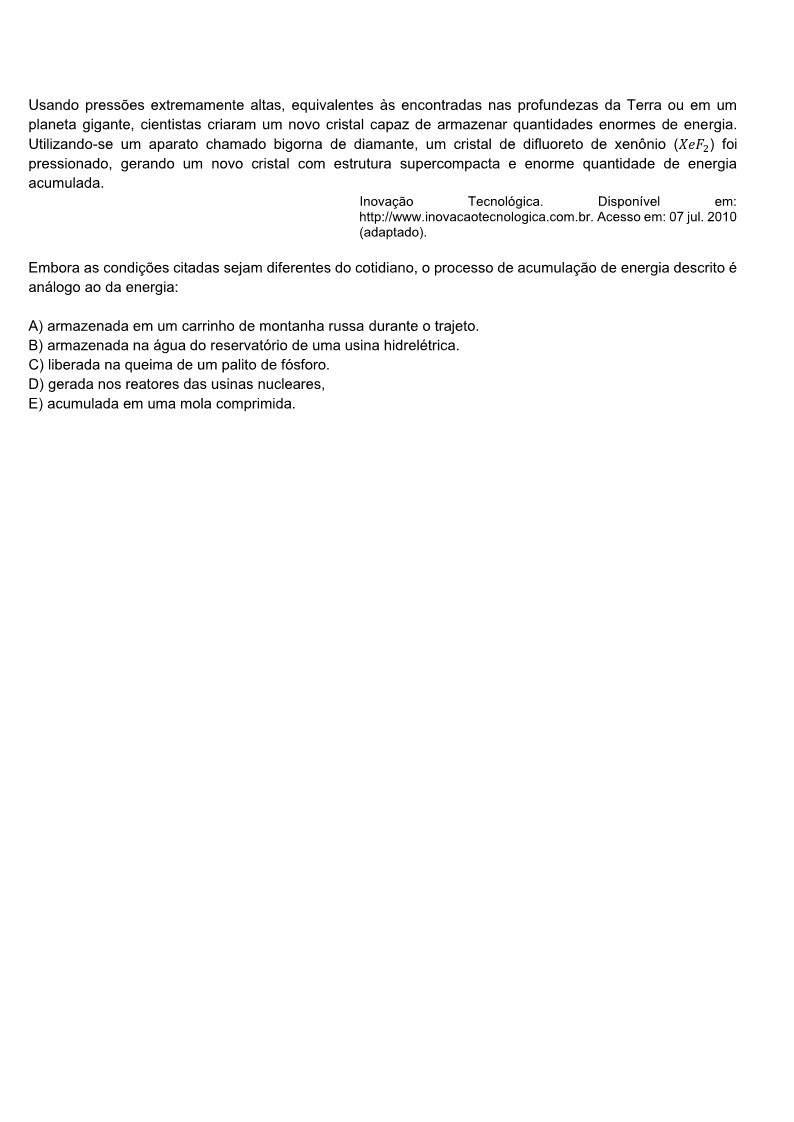 Usando pressões extremamente altas, equivalentes às encontradas nas profundezas da Terra ou em um
planeta gigante, cientistas criaram um novo cristal capaz de armazenar quantidades enormes de energia.
Utilizando-se um aparato chamado bigorna de diamante, um cristal de difluoreto de xenônio (XeF₂) foi
pressionado, gerando um novo cristal com estrutura supercompacta e enorme quantidade de energia
acumulada.
Inovação Tecnológica. Disponível em:
http://www.inovacaotecnologica.com.br. Acesso em: 07 jul. 2010
(adaptado).
Embora as condições citadas sejam diferentes do cotidiano, o processo de acumulação de energia descrito é
análogo ao da energia:
A) armazenada em um carrinho de montanha russa durante o trajeto.
B) armazenada na água do reservatório de uma usina hidrelétrica.
C) liberada na queima de um palito de fósforo.
D) gerada nos reatores das usinas nucleares,
E) acumulada em uma mola comprimida.